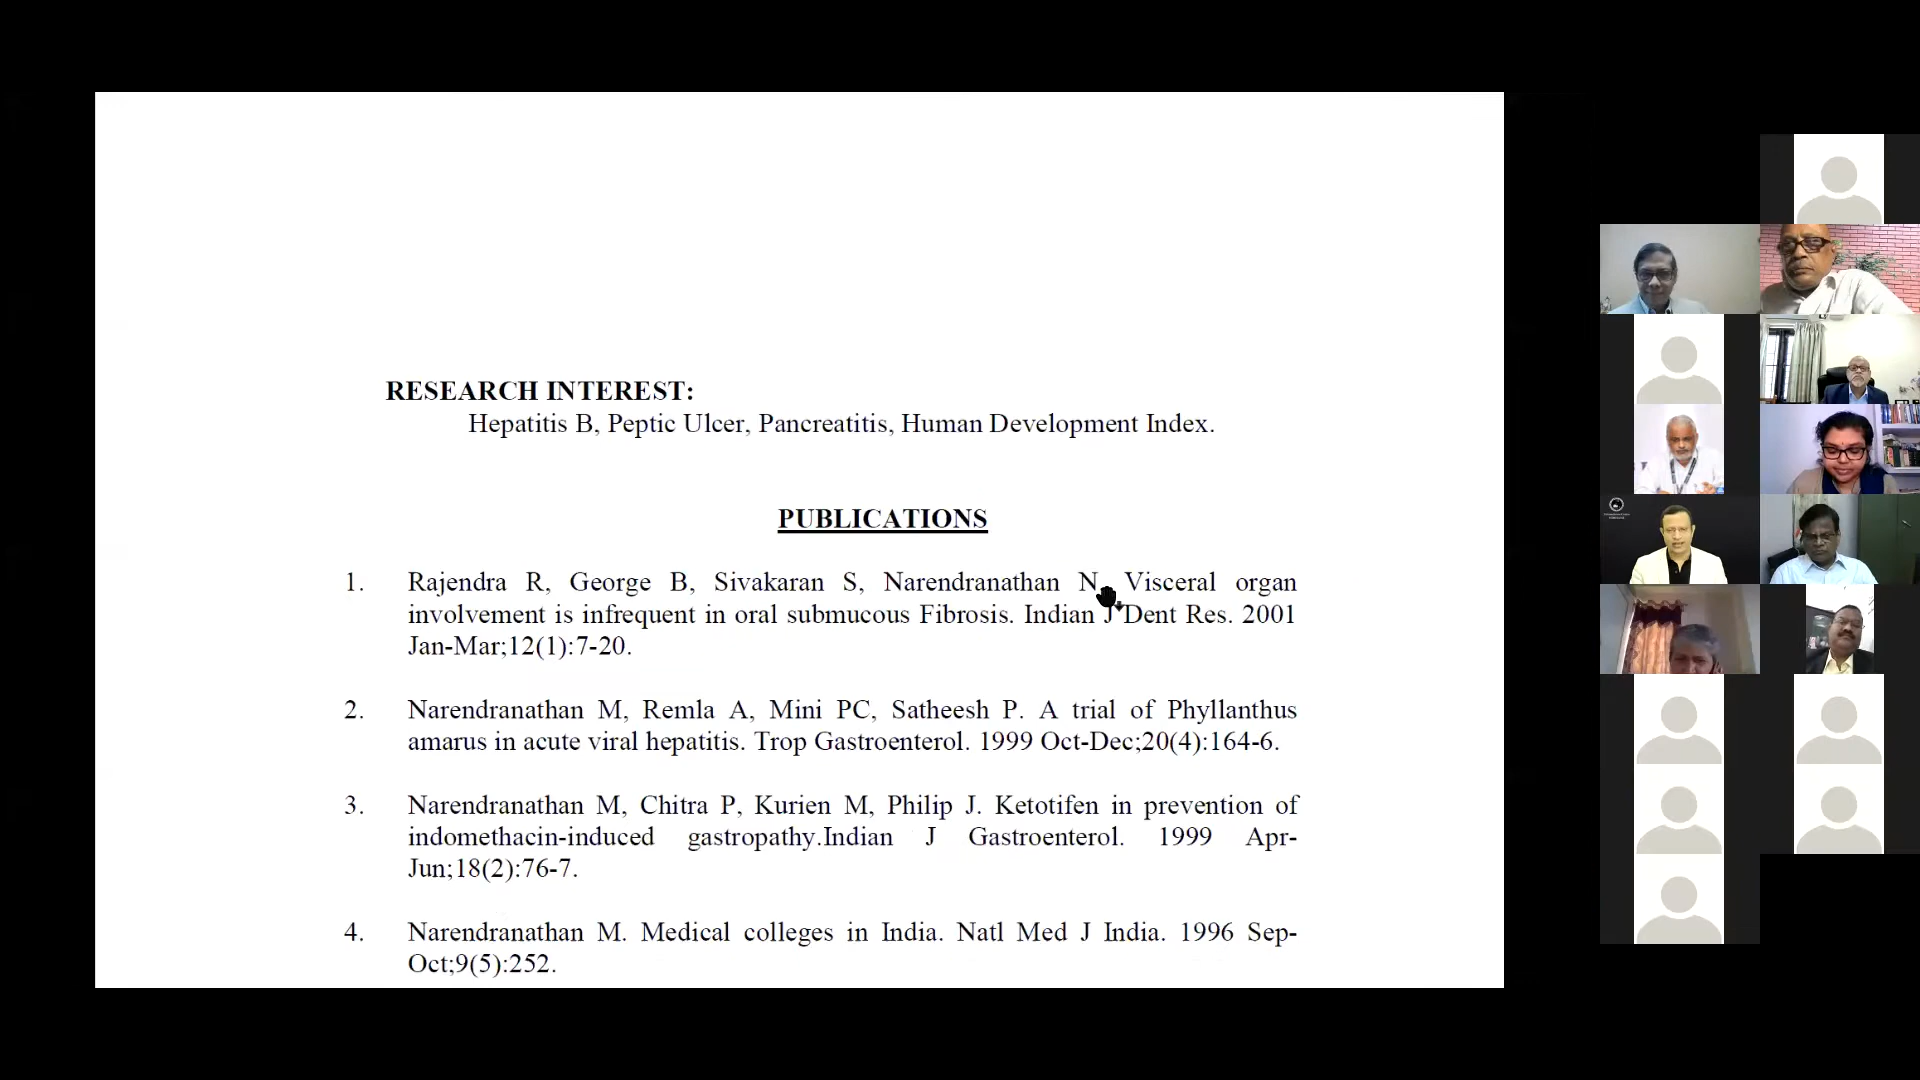 RESEARCH INTEREST:
Hepatitis B, Peptic Ulcer, Pancreatitis, Human Development Index.
PUBLICATIONS
1. Rajendra R, George B, Sivakaran S, Narendranathan N. Visceral organ
involvement is infrequent in oral submucous Fibrosis. Indian J Dent Res. 2001
Jan-Mar;12(1):7-20.
2. Narendranathan M, Remla A, Mini PC, Satheesh P. A trial of Phyllanthus
amarus in acute viral hepatitis. Trop Gastroenterol. 1999 Oct-Dec;20(4):164-6.
3. Narendranathan M, Chitra P, Kurien M, Philip J. Ketotifen in prevention of
indomethacin-induced gastropathy.Indian J Gastroenterol. 1999 Apr-
Jun;18(2):76-7.
4. Narendranathan M. Medical colleges in India. Natl Med J India. 1996 Sep-
Oct;9(5):252.